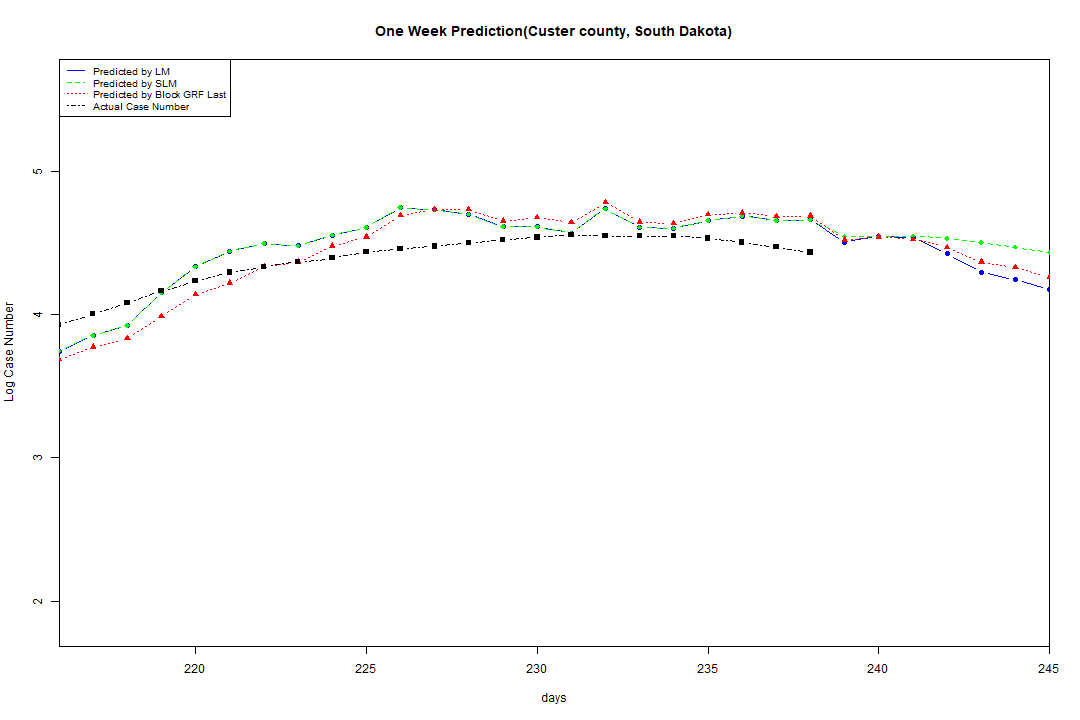 One Week Prediction(Custer county, South Dakota)
Predicted by LM
Predicted by SLM
Predicted by Block GRF Last
Actual Case Number
5
4
3
2
Log Case Number
220
225
230
235
240
245
days